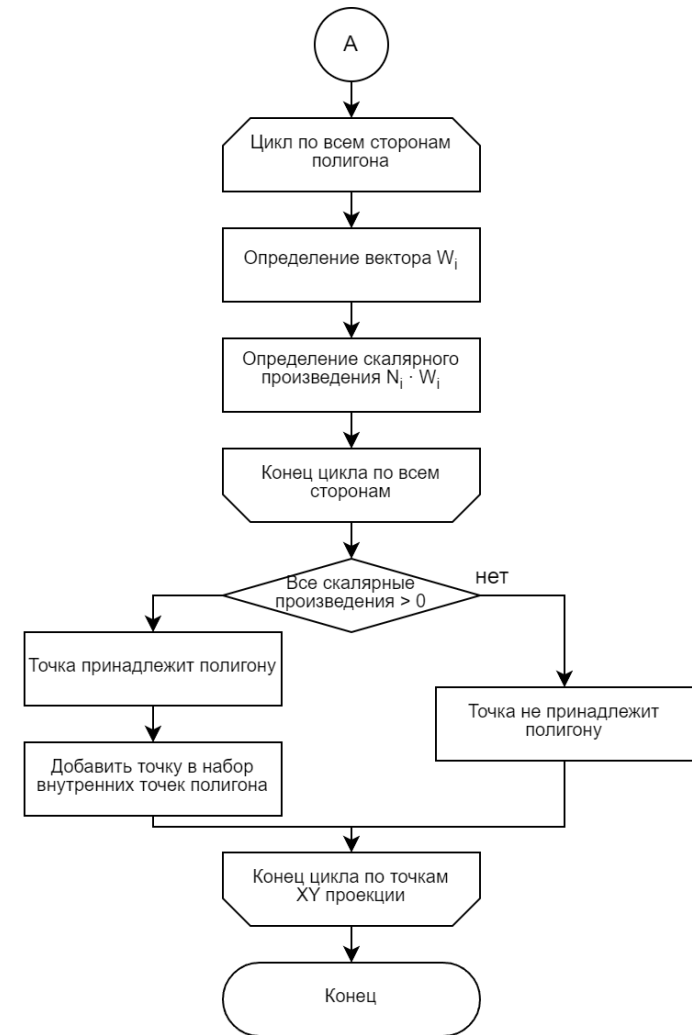 A
Цикл по всем сторонам
полигона
Определение вектора Wi
Определение скалярного
произведения Ni · Wi
Конец цикла по всем
сторонам
Все скалярные
произведения > 0
нет
Точка принадлежит полигону
Точка не принадлежит
полигону
Добавить точку в набор
внутренних точек полигона
Конец цикла по точкам
XY проекции
Конец